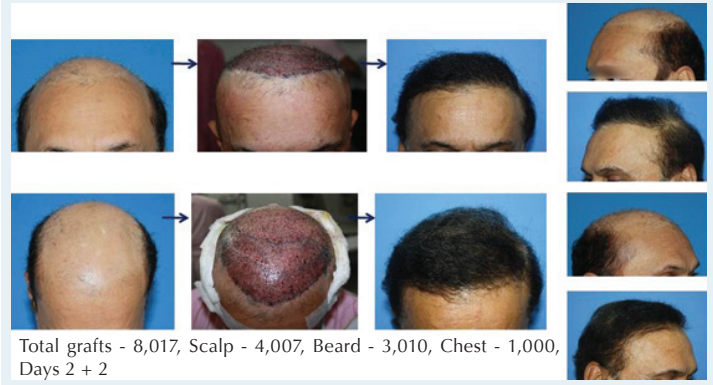 Total grafts - 8,017, Scalp - 4,007, Beard - 3,010, Chest - 1,000,
Days 2 + 2